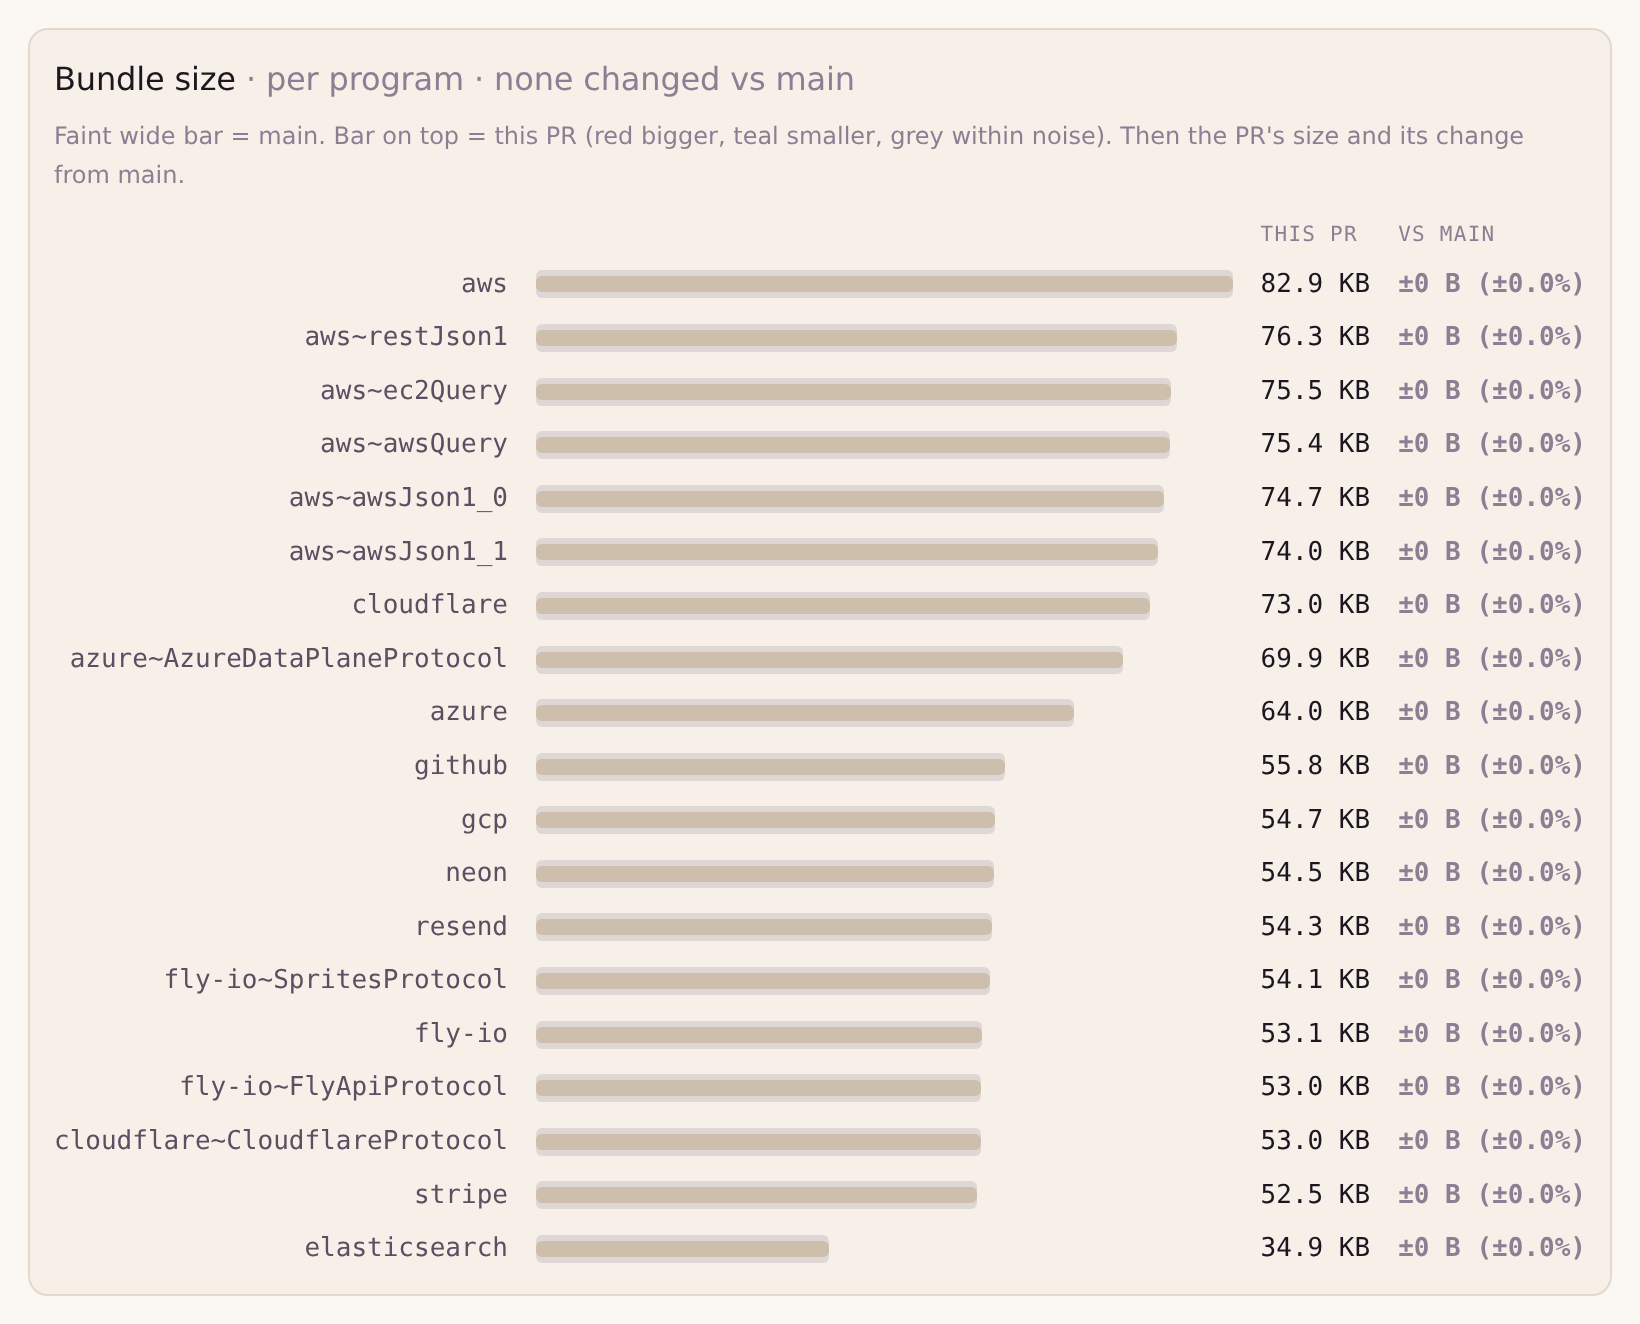 Bundle size · per program · none changed vs main
Faint wide bar = main. Bar on top = this PR (red bigger, teal smaller, grey within noise). Then the PR's size and its change
from main.
THIS PR VS MAIN
aws 82.9 KB ±0 B (±0.0%)
aws~restJson1 76.3 KB ±0 B (±0.0%)
aws~ec2Query 75.5 KB ±0 B (±0.0%)
aws~awsQuery 75.4 KB ±0 B (±0.0%)
aws~awsJson1_0 74.7 KB ±0 B (±0.0%)
aws~awsJson1_1 74.0 KB ±0 B (±0.0%)
cloudflare 73.0 KB ±0 B (±0.0%)
azure~AzureDataPlaneProtocol 69.9 KB ±0 B (±0.0%)
azure 64.0 KB ±0 B (±0.0%)
github 55.8 KB ±0 B (±0.0%)
gcp 54.7 KB ±0 B (±0.0%)
neon 54.5 KB ±0 B (±0.0%)
resend 54.3 KB ±0 B (±0.0%)
fly-io~SpritesProtocol 54.1 KB ±0 B (±0.0%)
fly-io 53.1 KB ±0 B (±0.0%)
fly-io~FlyApiProtocol 53.0 KB ±0 B (±0.0%)
cloudflare~CloudflareProtocol 53.0 KB ±0 B (±0.0%)
stripe 52.5 KB ±0 B (±0.0%)
elasticsearch 34.9 KB ±0 B (±0.0%)